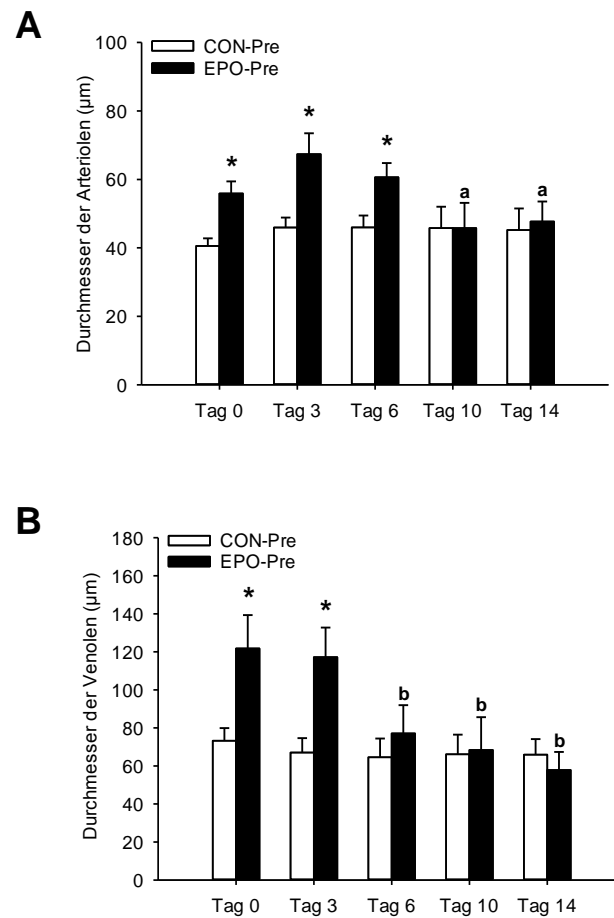 A
CON-Pre
EPO-Pre
Durchmesser der Arteriolen (µm)
100
80
60
40
20
0
* * * a a
Tag 0 Tag 3 Tag 6 Tag 10 Tag 14
B
CON-Pre
EPO-Pre
Durchmesser der Venolen (µm)
180
160
140
120
100
80
60
40
20
0
* * b b b
Tag 0 Tag 3 Tag 6 Tag 10 Tag 14